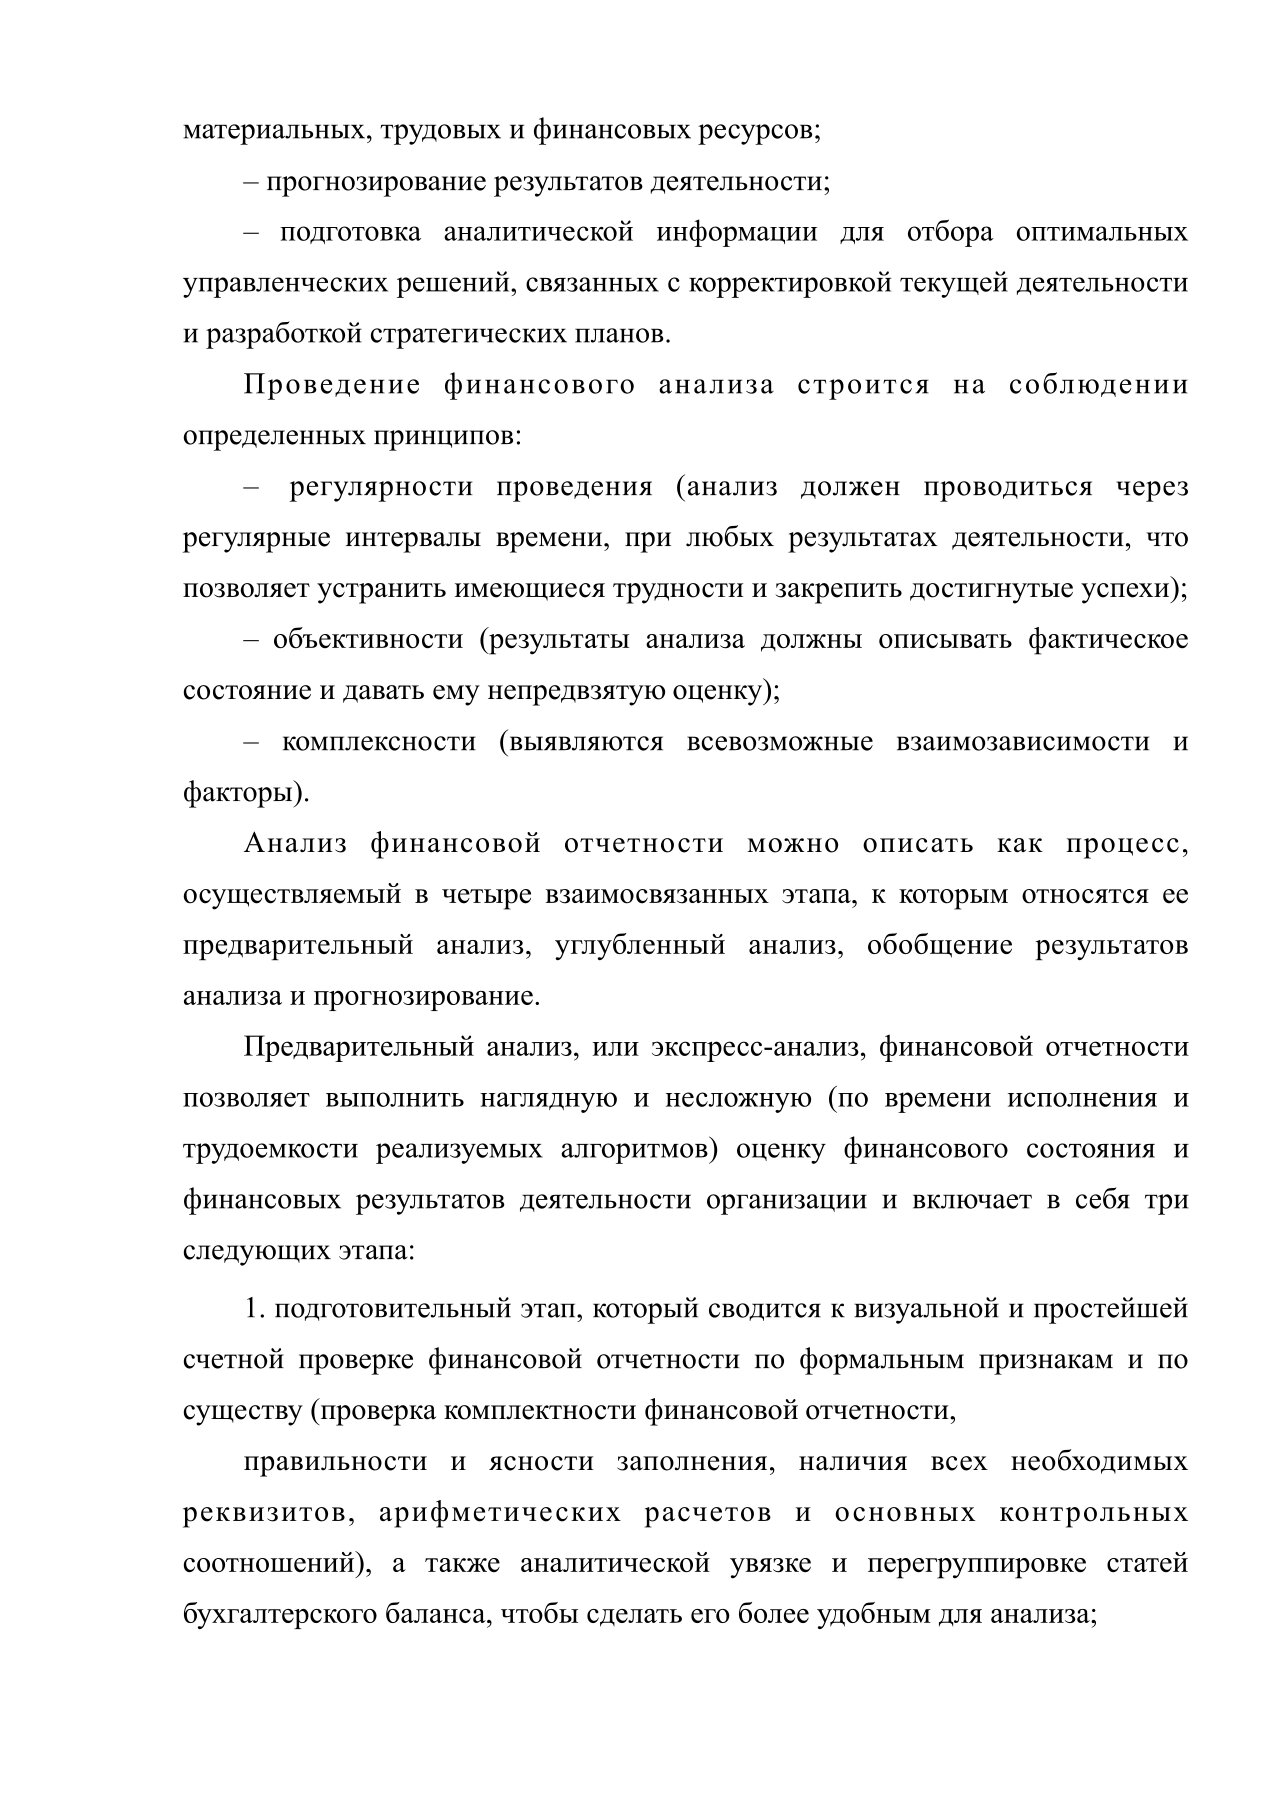 материальных, трудовых и финансовых ресурсов;
– прогнозирование результатов деятельности;
– подготовка аналитической информации для отбора оптимальных
управленческих решений, связанных с корректировкой текущей деятельности
и разработкой стратегических планов.
Проведение финансового анализа строится на соблюдении
определенных принципов:
– регулярности проведения (анализ должен проводиться через
регулярные интервалы времени, при любых результатах деятельности, что
позволяет устранить имеющиеся трудности и закрепить достигнутые успехи);
– объективности (результаты анализа должны описывать фактическое
состояние и давать ему непредвзятую оценку);
– комплексности (выявляются всевозможные взаимозависимости и
факторы).
Анализ финансовой отчетности можно описать как процесс,
осуществляемый в четыре взаимосвязанных этапа, к которым относятся ее
предварительный анализ, углубленный анализ, обобщение результатов
анализа и прогнозирование.
Предварительный анализ, или экспресс-анализ, финансовой отчетности
позволяет выполнить наглядную и несложную (по времени исполнения и
трудоемкости реализуемых алгоритмов) оценку финансового состояния и
финансовых результатов деятельности организации и включает в себя три
следующих этапа:
1. подготовительный этап, который сводится к визуальной и простейшей
счетной проверке финансовой отчетности по формальным признакам и по
существу (проверка комплектности финансовой отчетности,
правильности и ясности заполнения, наличия всех необходимых
реквизитов, арифметических расчетов и основных контрольных
соотношений), а также аналитической увязке и перегруппировке статей
бухгалтерского баланса, чтобы сделать его более удобным для анализа;